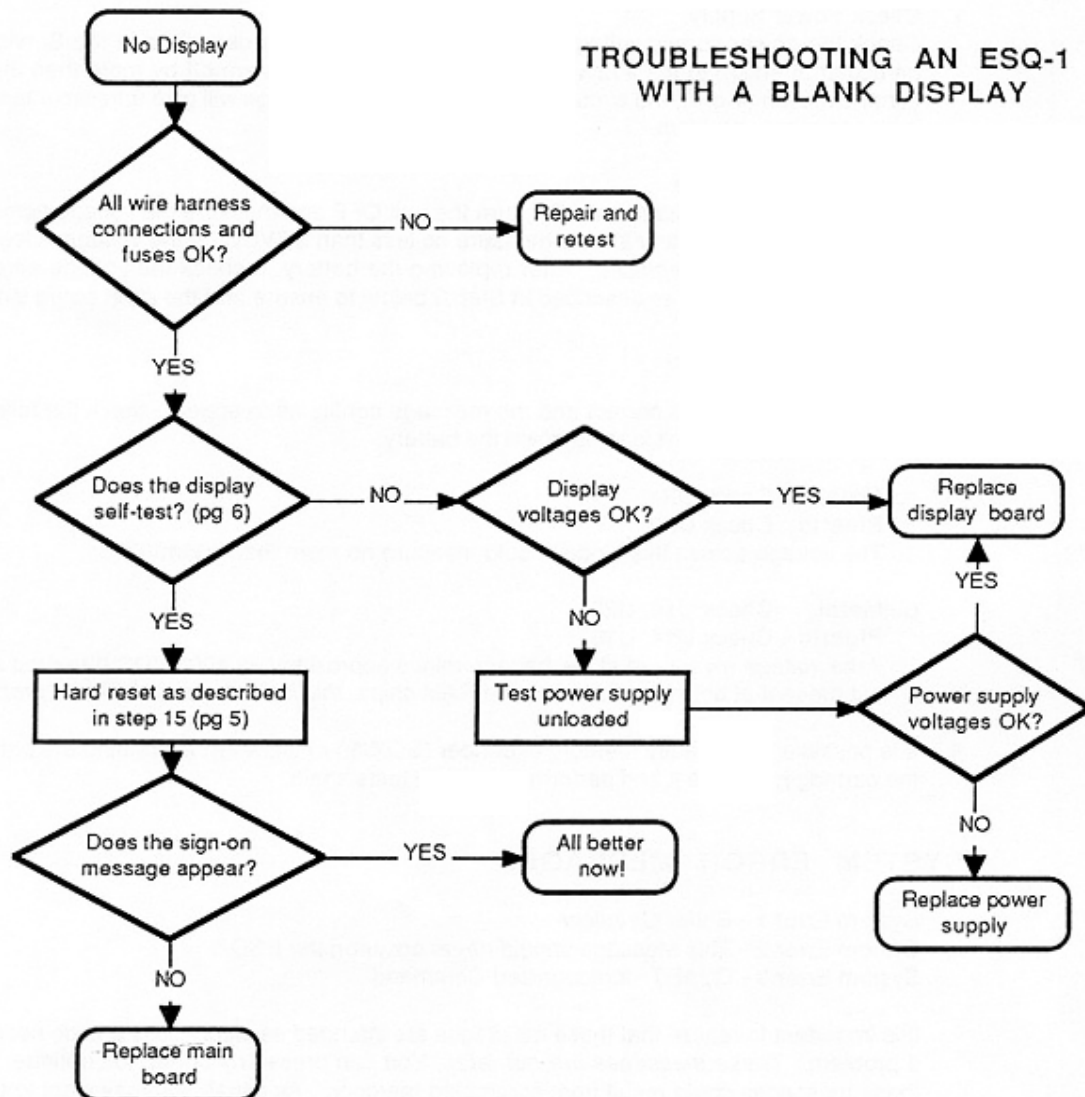 No Display
TROUBLESHOOTING AN ESQ-1
WITH A BLANK DISPLAY
All wire harness
connections and
fuses OK?
NO
Repair and
retest
YES
Does the display
self-test? (pg 6)
NO
Display
voltages OK?
YES
Replace
display board
YES
YES
NO
Hard reset as described
in step 15 (pg 5)
Test power supply
unloaded
Power supply
voltages OK?
Does the sign-on
message appear?
YES
All better
now!
NO
Replace power
supply
NO
Replace main
board